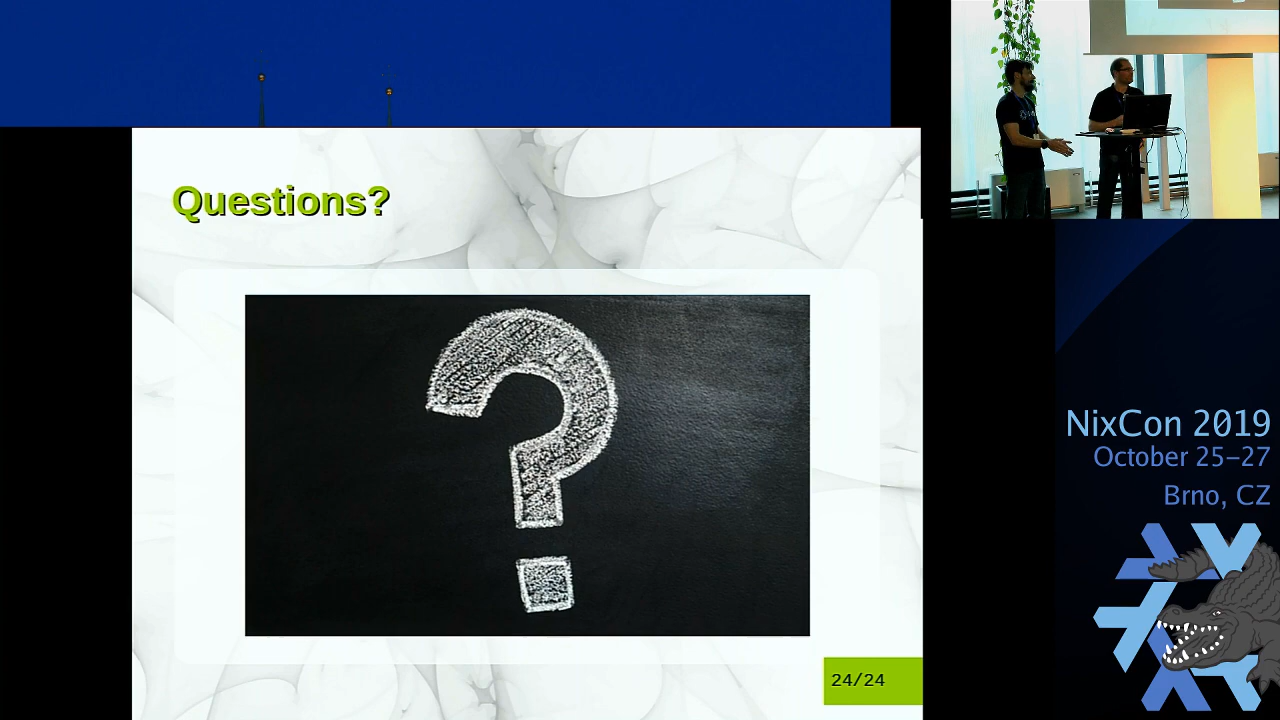 Questions?
24/24
NixCon 2019
October 25–27
Brno, CZ